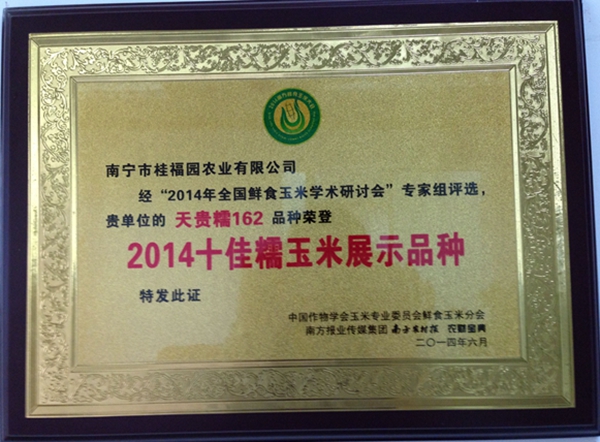 南宁市桂福园农业有限公司
经“2014年全国鲜食玉米学术研讨会”专家组评选,
贵单位的 天贵糯162 品种荣登
2014十佳糯玉米展示品种
特发此证
中国作物学会玉米专业委员会鲜食玉米分会
南方报业传媒集团 南方农村报 农财宝典
二〇一四年六月